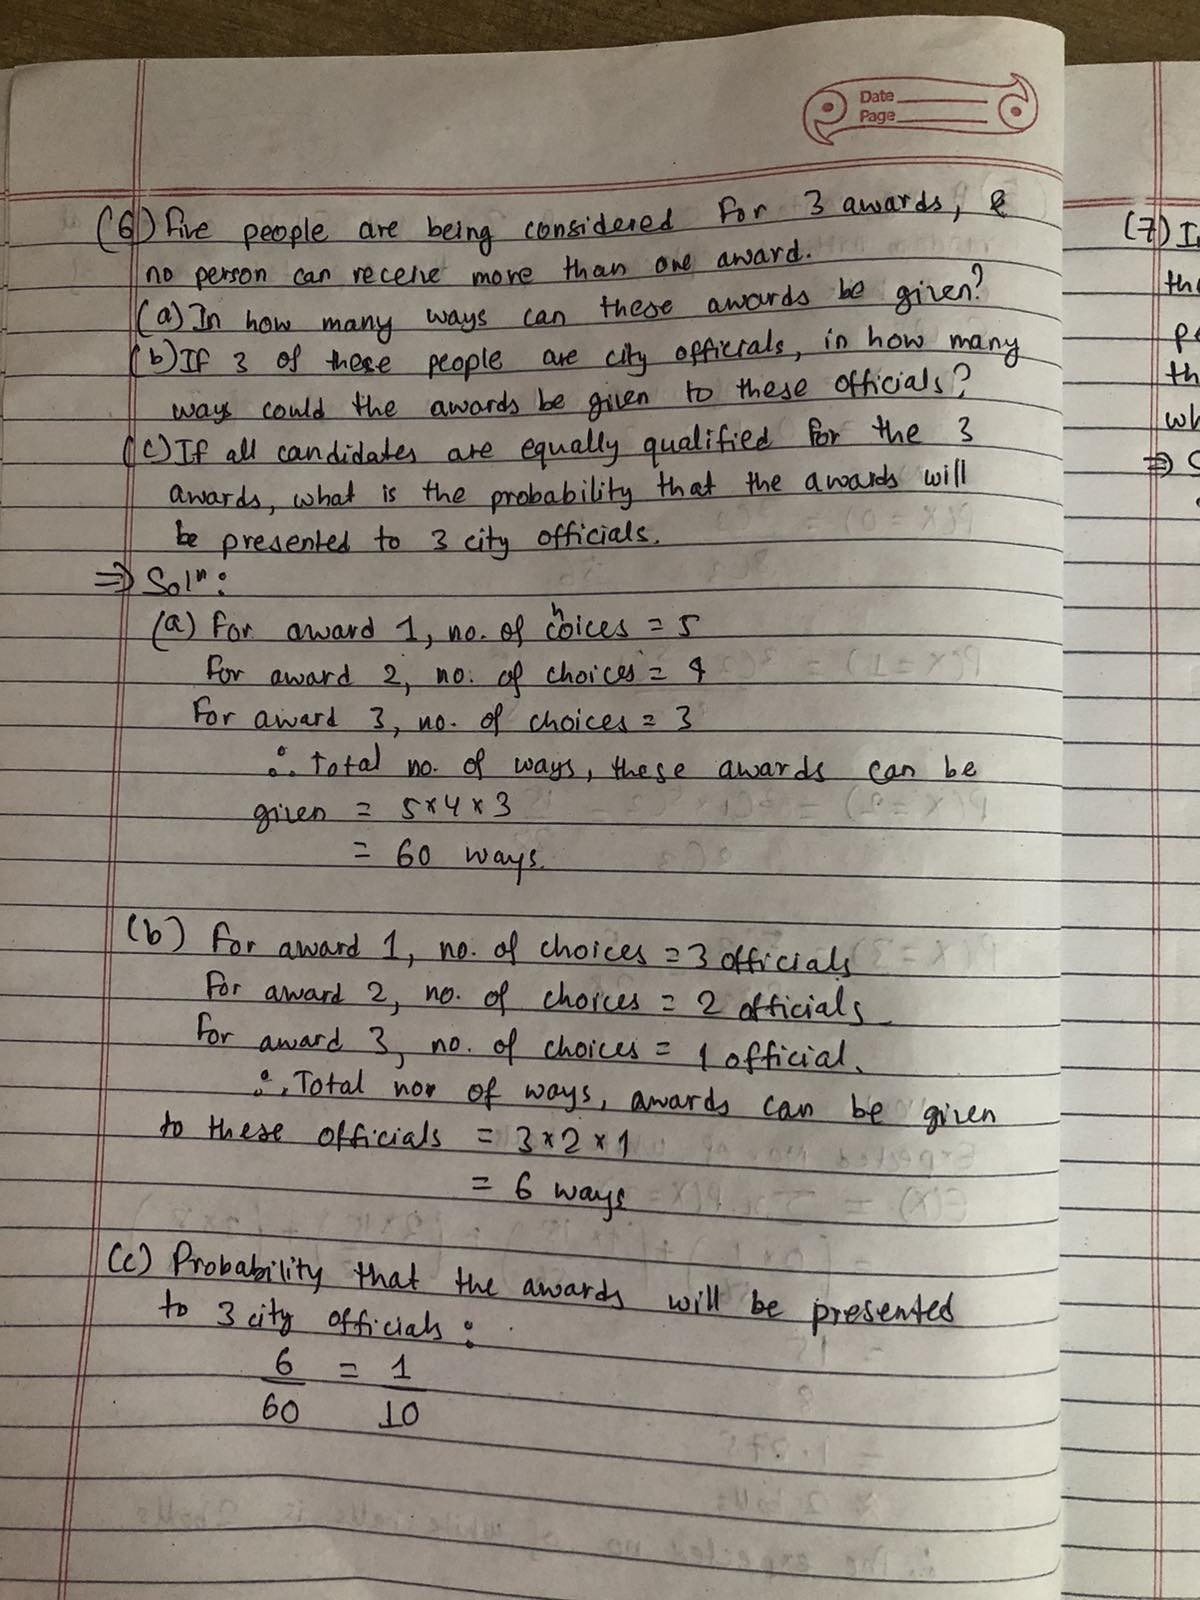 Date
Page
(6) Five people are being considered for 3 awards, &
no person can receive more than one award.
(a) In how many ways can these awards be given?
(b) If 3 of these people are city officials, in how many
ways could the awards be given to these officials?
(c) If all candidates are equally qualified for the 3
awards, what is the probability that the awards will
be presented to 3 city officials.
⇒ Solⁿ:
(a) For award 1, no. of choices = 5
For award 2, no. of choices = 4
For award 3, no. of choices = 3
∴ Total no. of ways, these awards can be
given = 5×4×3
= 60 ways.
(b) For award 1, no. of choices = 3 officials
For award 2, no. of choices = 2 officials
For award 3, no. of choices = 1 official.
∴ Total no. of ways, awards can be given
to these officials = 3×2×1
= 6 ways
(c) Probability that the awards will be presented
to 3 city officials:
6/60 = 1/10
(7) I
th
p
th
wh
⇒